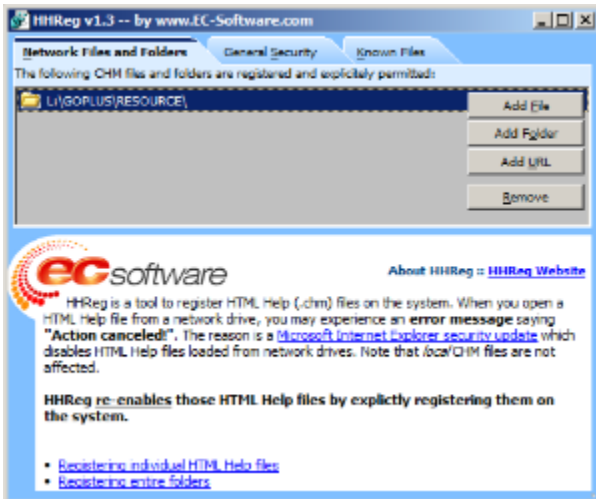 HHReg v1.3 -- by www.EC-Software.com
Network Files and Folders
General Security
Known Files
The following CHM files and folders are registered and explicitely permitted:
L:\GOPLUS\RESOURCE\
Add File
Add Folder
Add URL
Remove
ec software
About HHReg :: HHReg Website
HHReg is a tool to register HTML Help (.chm) files on the system. When you open a
HTML Help file from a network drive, you may experience an error message saying
"Action canceled!". The reason is a Microsoft Internet Explorer security update which
disables HTML Help files loaded from network drives. Note that local CHM files are not
affected.
HHReg re-enables those HTML Help files by explictly registering them on
the system.
• Registering individual HTML Help files
• Registering entire folders